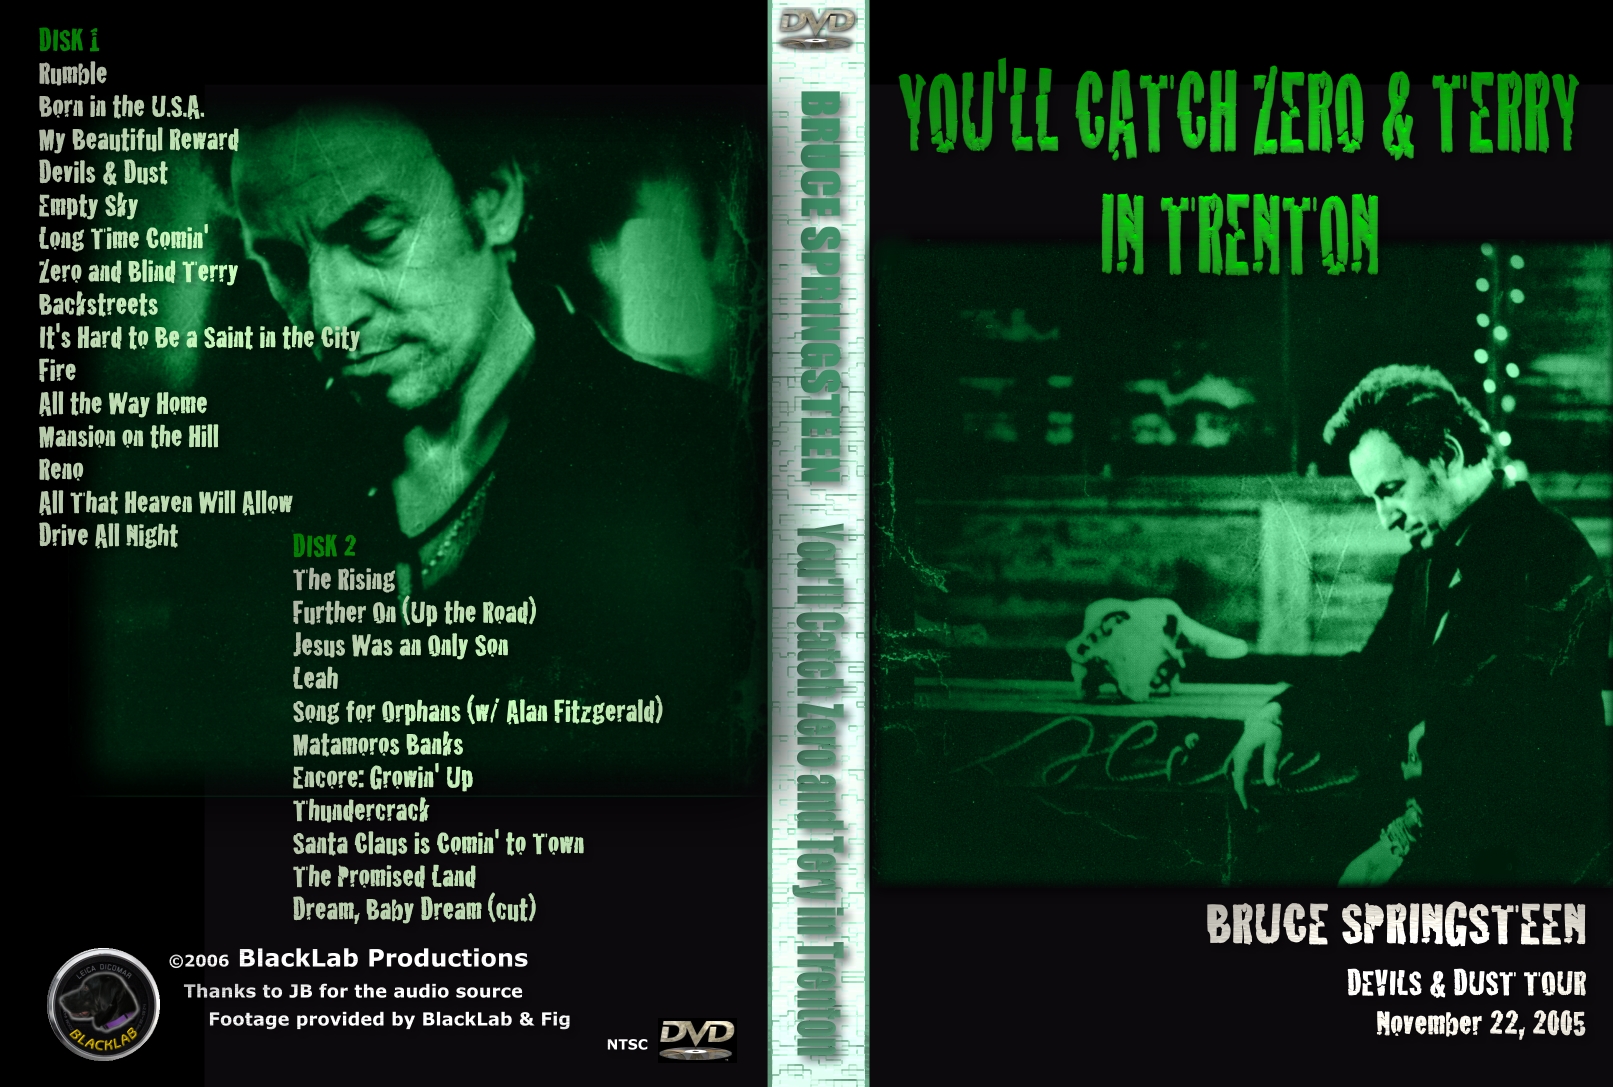 Disk 1
Rumble
Born in the U.S.A.
My Beautiful Reward
Devils & Dust
Empty Sky
Long Time Comin'
Zero and Blind Terry
Backstreets
It's Hard to Be a Saint in the City
Fire
All the Way Home
Mansion on the Hill
Reno
All That Heaven Will Allow
Drive All Night
Disk 2
The Rising
Further On (Up the Road)
Jesus Was an Only Son
Leah
Song for Orphans (w/ Alan Fitzgerald)
Matamoros Banks
Encore: Growin' Up
Thundercrack
Santa Claus is Comin' to Town
The Promised Land
Dream, Baby Dream (cut)
©2006 BlackLab Productions
Thanks to JB for the audio source
Footage provided by BlackLab & Fig
LEICA DICOMAR
BLACKLAB
NTSC
DVD
DVD
BRUCE SPRINGSTEEN You'll Catch Zero and Tery in Trenton
YOU'LL CATCH ZERO & TERRY
IN TRENTON
BRUCE SPRINGSTEEN
DEVILS & DUST TOUR
November 22, 2005